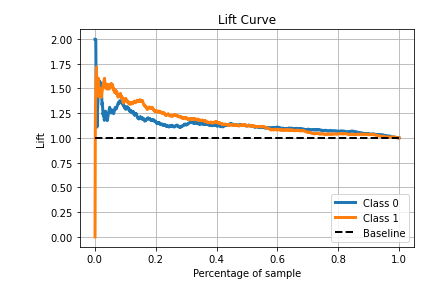 Lift Curve
2.00
1.75
1.50
1.25
1.00
0.75
0.50
0.25
0.00
Lift
0.0 0.2 0.4 0.6 0.8 1.0
Percentage of sample
Class 0
Class 1
Baseline